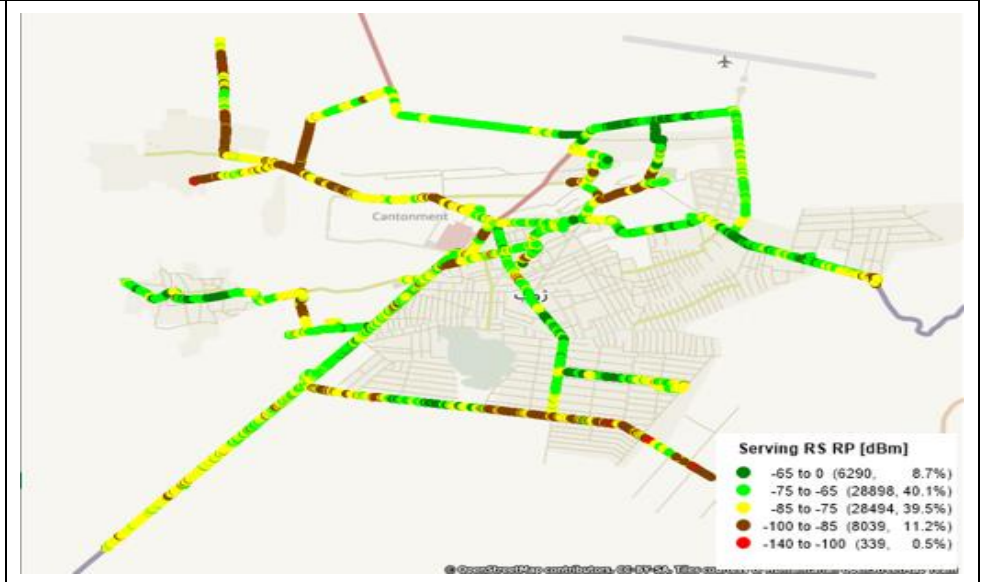 Cantonment
ژوب
Serving RS RP [dBm]
-65 to 0 (6290, 8.7%)
-75 to -65 (28898, 40.1%)
-85 to -75 (28494, 39.5%)
-100 to -85 (8039, 11.2%)
-140 to -100 (339, 0.5%)
© OpenStreetMap contributors, CC-BY-SA, Tiles